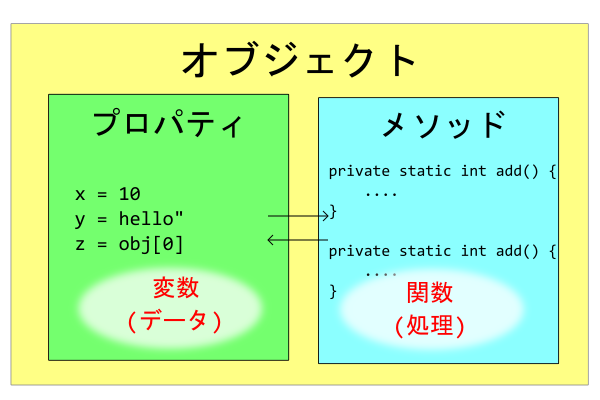 オブジェクト
プロパティ
x = 10
y = hello"
z = obj[0]
変数
(データ)
メソッド
private static int add() {
....
}
private static int add() {
....
}
関数
(処理)